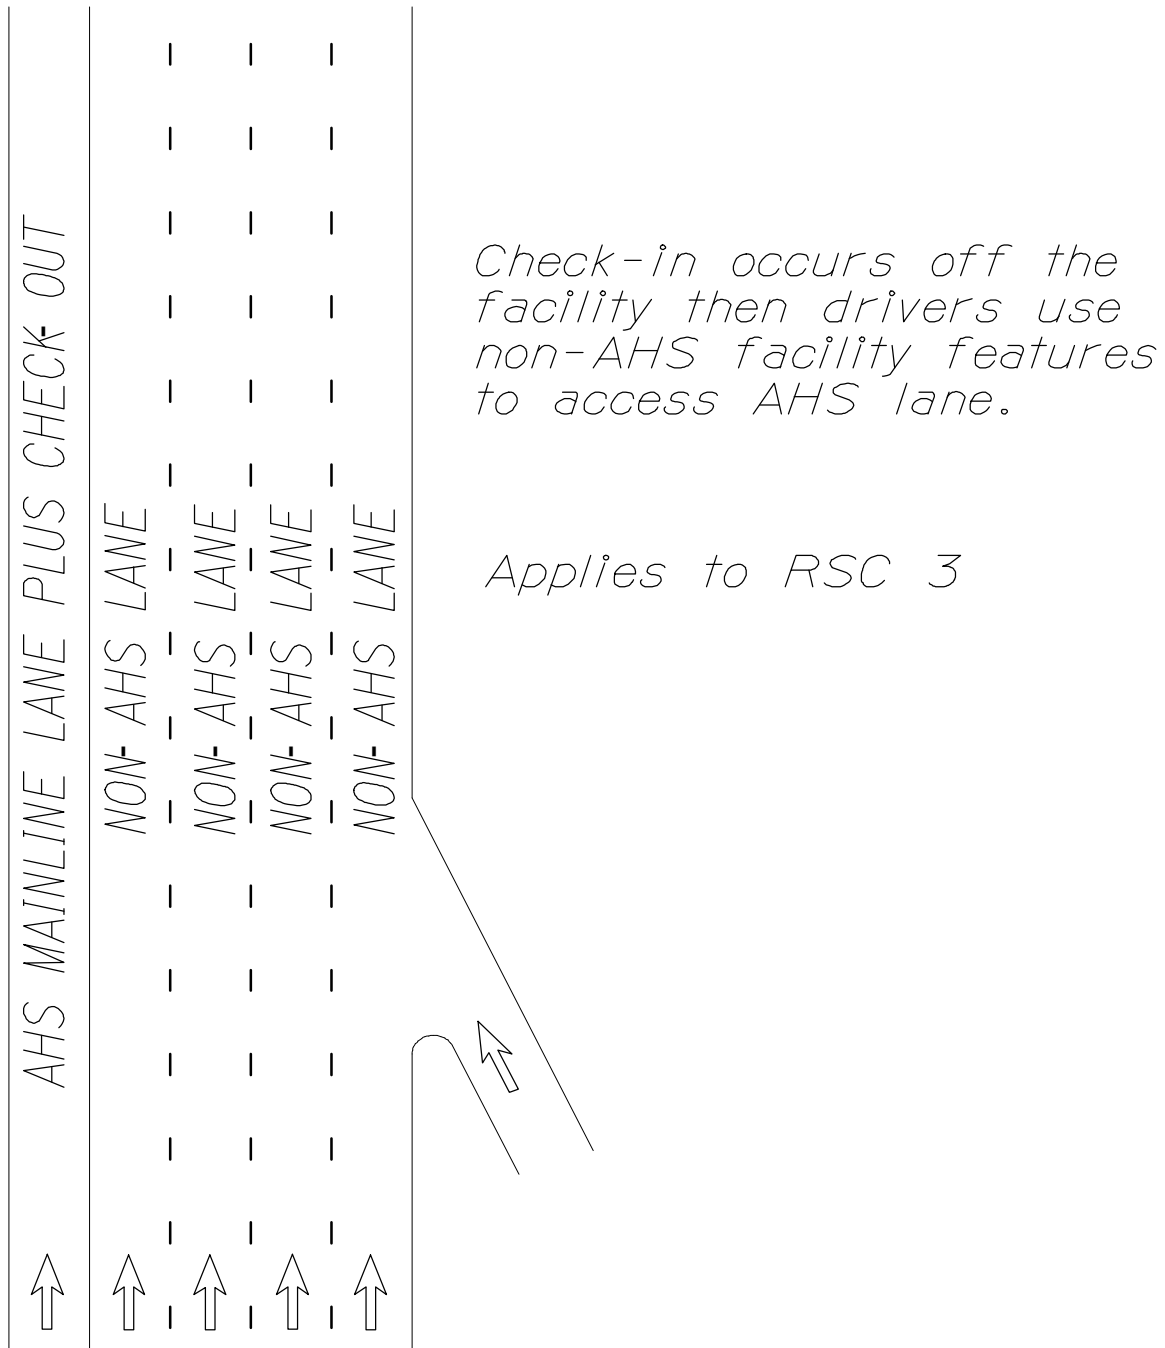 AHS MAINLINE LANE PLUS CHECK-OUT
NON-AHS LANE
NON-AHS LANE
NON-AHS LANE
NON-AHS LANE
Check-in occurs off the
facility then drivers use
non-AHS facility features
to access AHS lane.
Applies to RSC 3